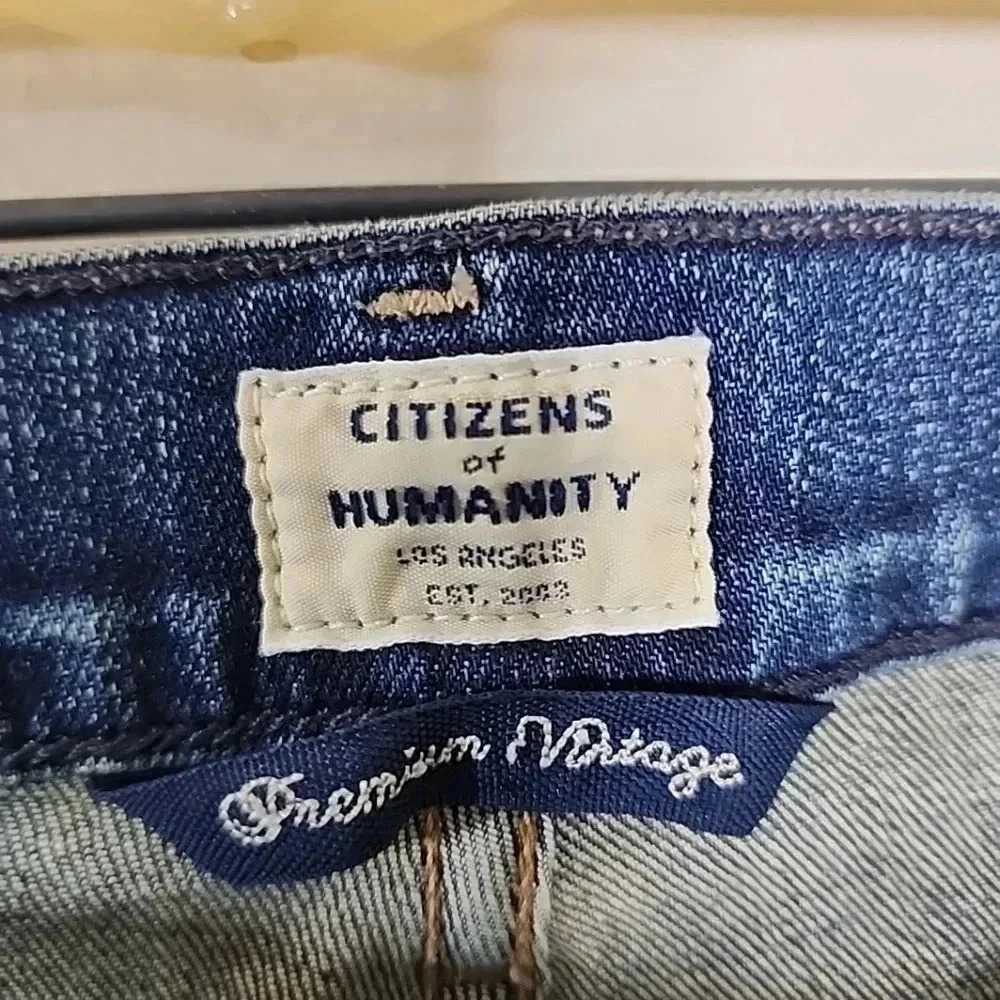 CITIZENS
of
HUMANITY
LOS ANGELES
EST. 2003
Premium Vintage